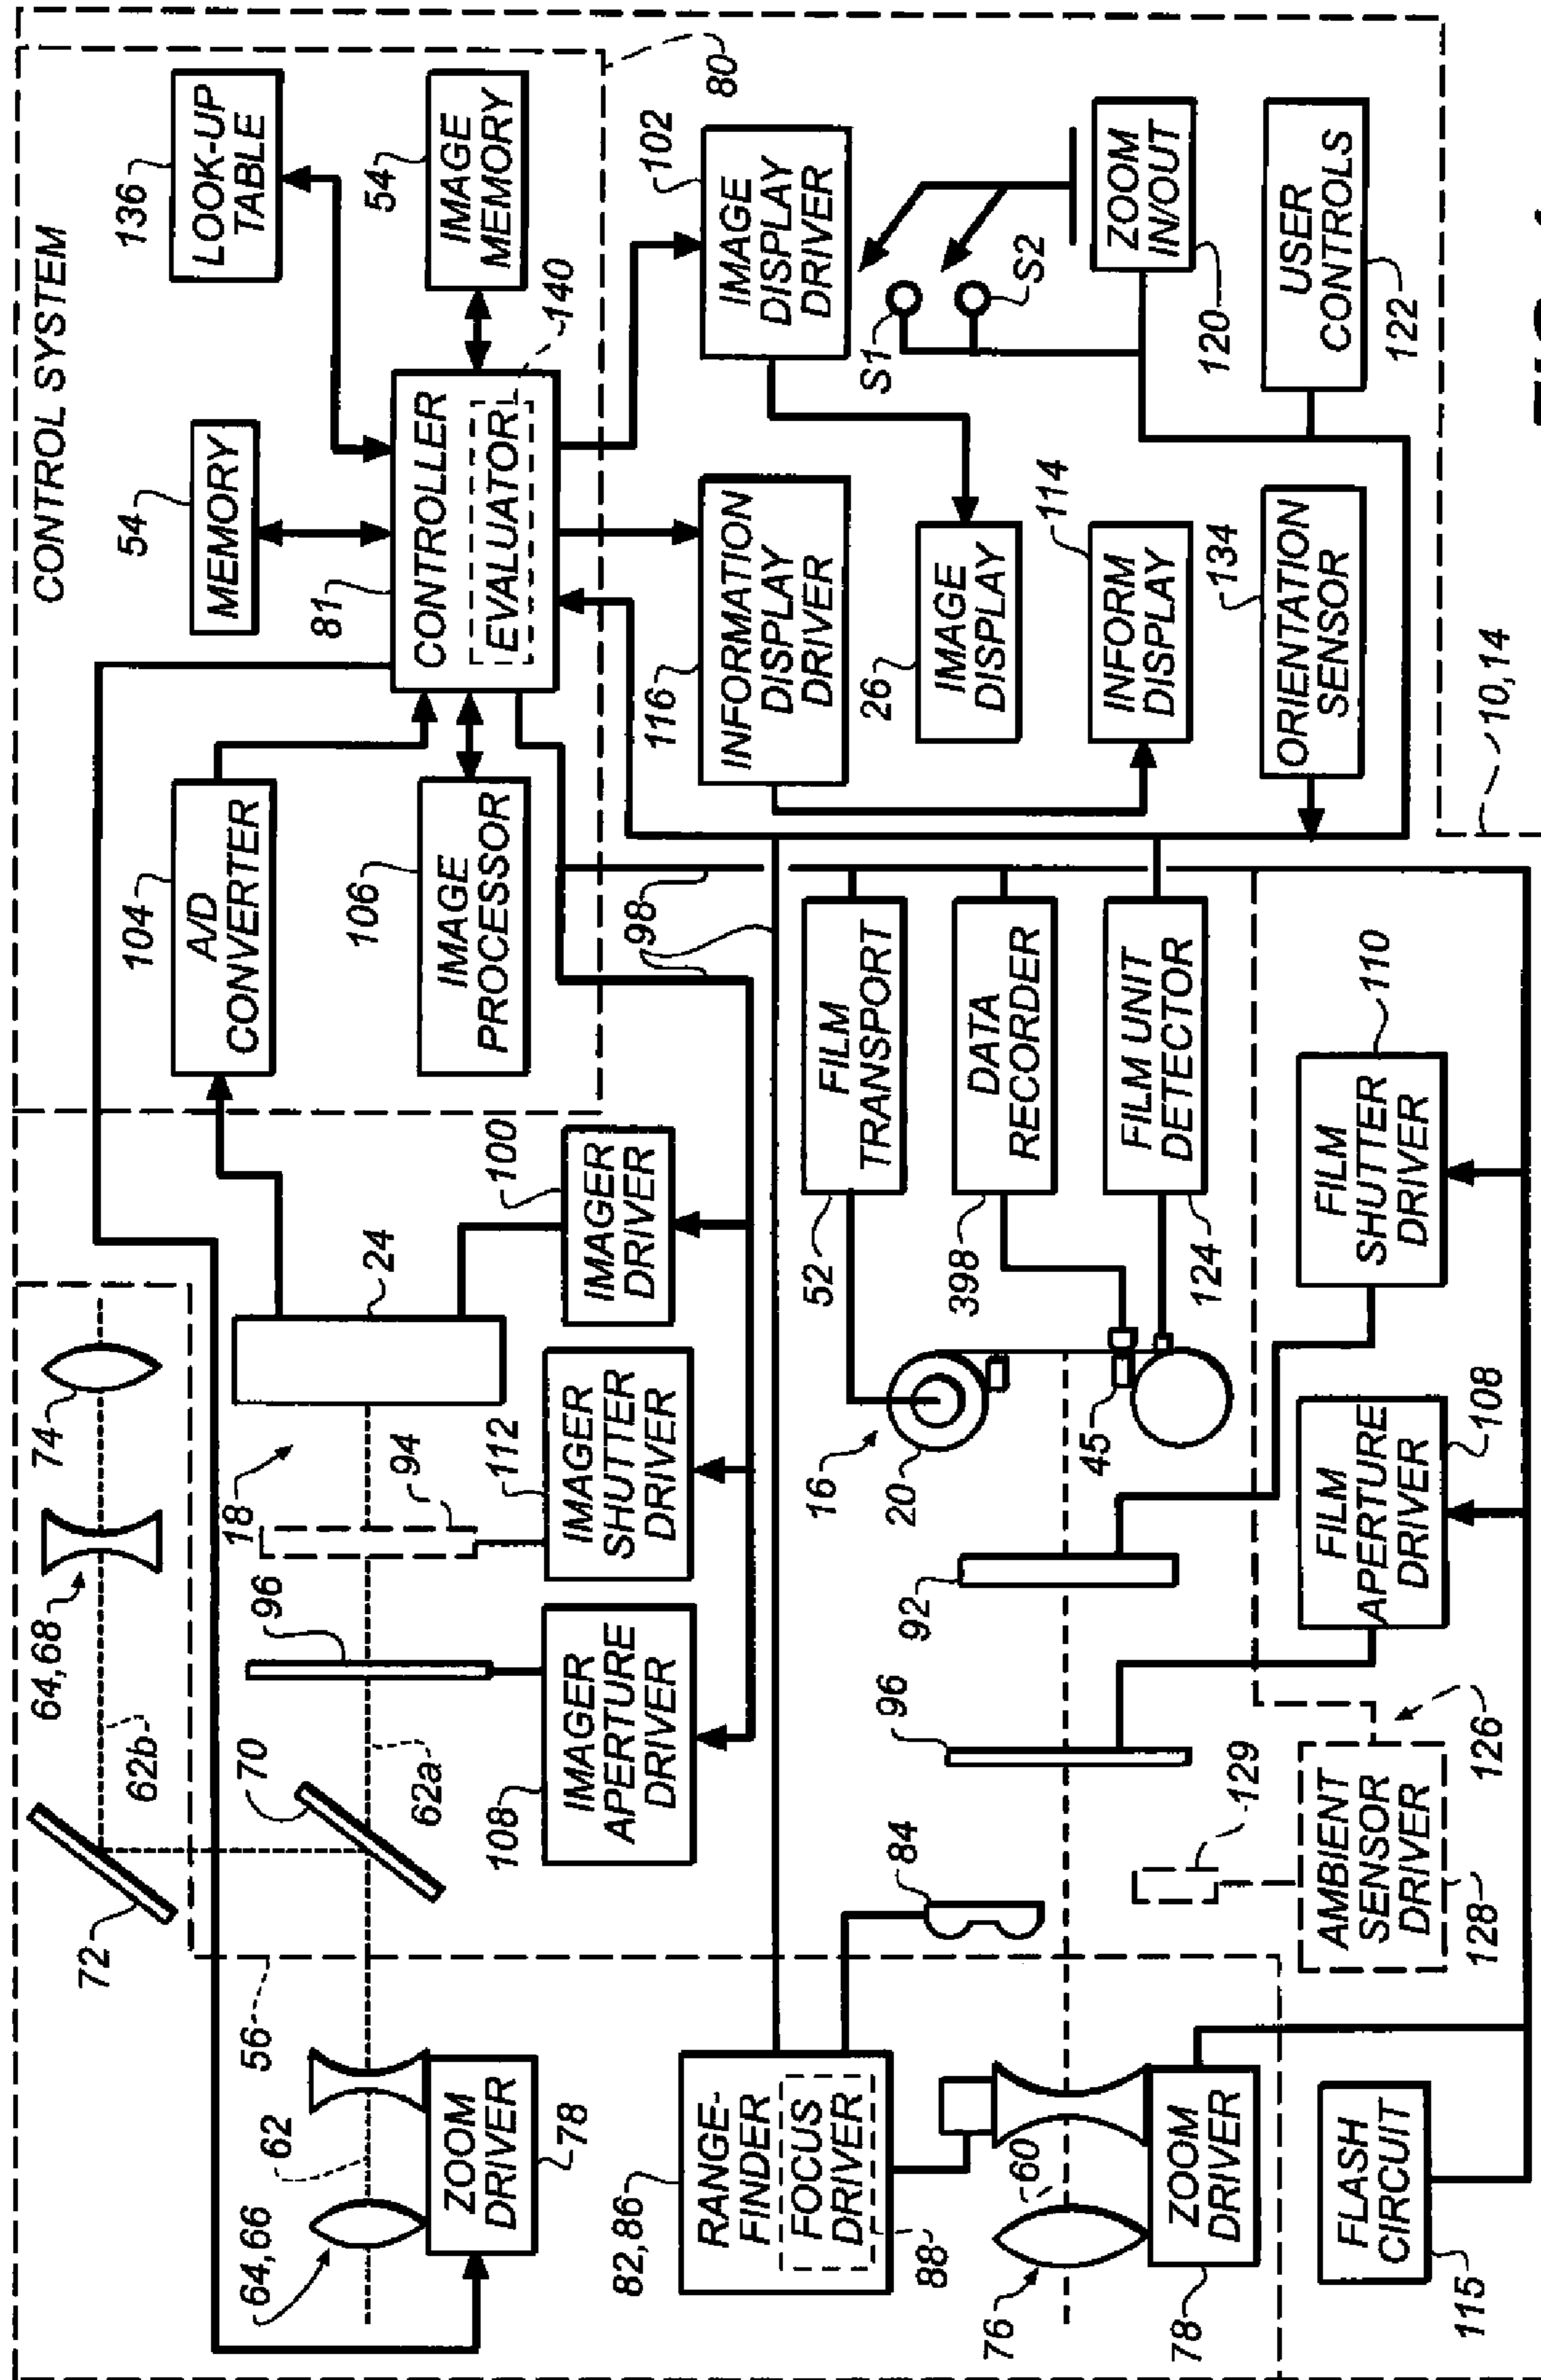 CONTROL SYSTEM
54
MEMORY
136
LOOK-UP
TABLE
54
IMAGE
MEMORY
81
CONTROLLER
EVALUATOR
140
80
104
A/D
CONVERTER
106
IMAGE
PROCESSOR
98
116
INFORMATION
DISPLAY
DRIVER
102
IMAGE
DISPLAY
DRIVER
26
IMAGE
DISPLAY
114
INFORM
DISPLAY
S1
S2
120
ZOOM
IN/OUT
122
USER
CONTROLS
134
ORIENTATION
SENSOR
10,14
72
62b
64,68
74
70
62a
96
18
94
24
100
IMAGER
DRIVER
112
IMAGER
SHUTTER
DRIVER
108
IMAGER
APERTURE
DRIVER
56
62
64,66
ZOOM
DRIVER
78
82,86
RANGE-
FINDER
FOCUS
DRIVER
88
84
60
76
ZOOM
DRIVER
78
96
92
16
20
45
52
FILM
TRANSPORT
398
DATA
RECORDER
124
FILM UNIT
DETECTOR
110
FILM
SHUTTER
DRIVER
108
FILM
APERTURE
DRIVER
126
129
AMBIENT
SENSOR
DRIVER
128
FLASH
CIRCUIT
115